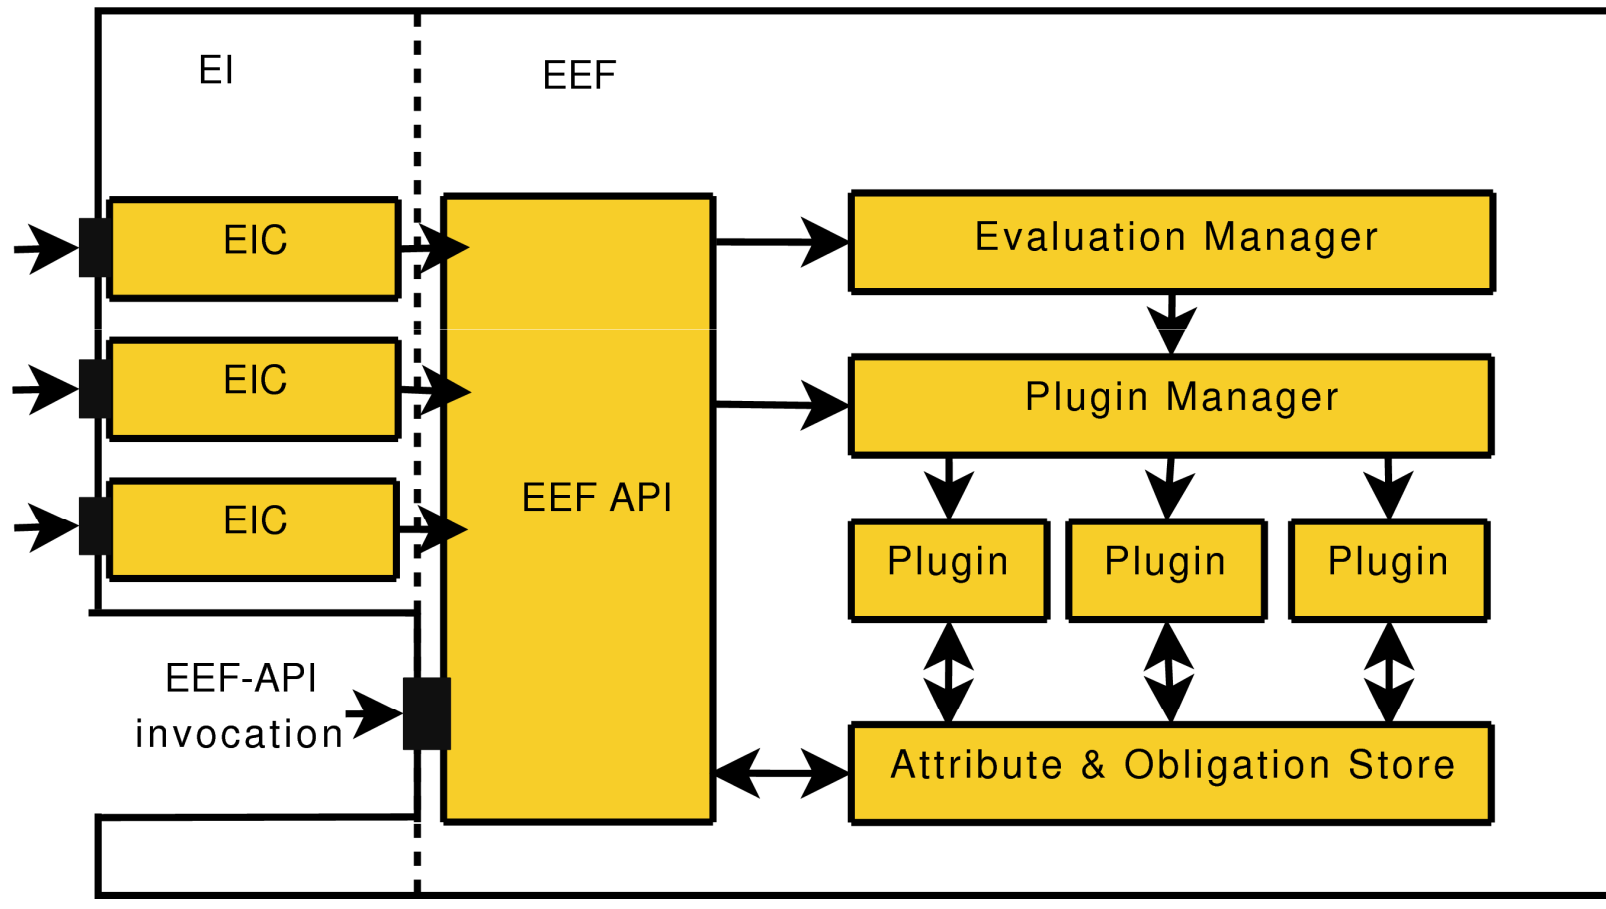 EI
EEF
EIC
EIC
EIC
EEF-API
invocation
EEF API
Evaluation Manager
Plugin Manager
Plugin
Plugin
Plugin
Attribute & Obligation Store